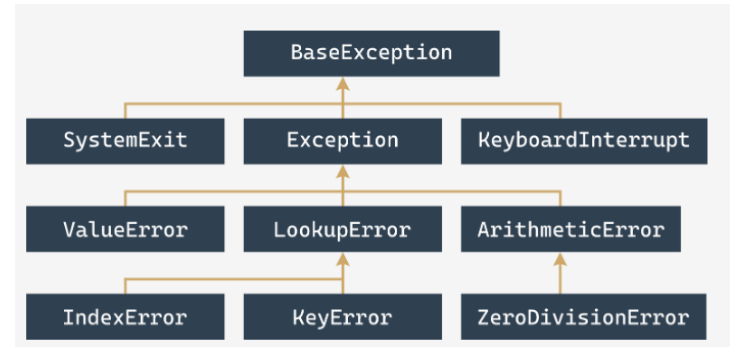 BaseException
SystemExit
Exception
KeyboardInterrupt
ValueError
LookupError
ArithmeticError
IndexError
KeyError
ZeroDivisionError